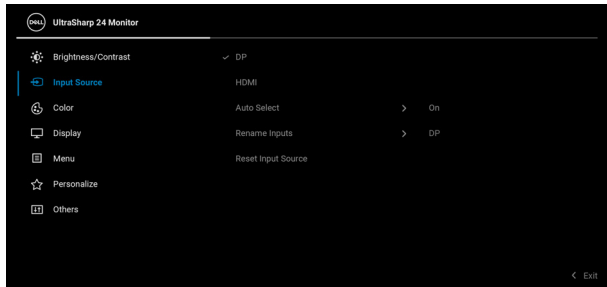 DELL UltraSharp 24 Monitor
Brightness/Contrast DP
Input Source HDMI
Color Auto Select On
Display Rename Inputs DP
Menu Reset Input Source
Personalize
Others
Exit